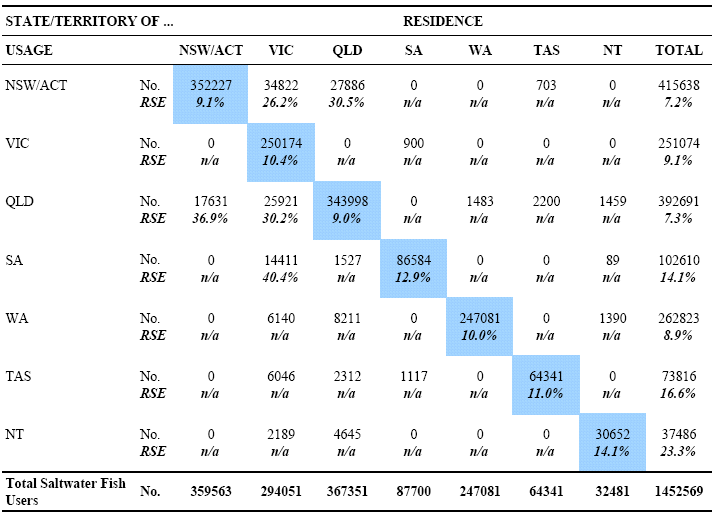 STATE/TERRITORY OF ... RESIDENCE
USAGE NSW/ACT VIC QLD SA WA TAS NT TOTAL
NSW/ACT No. 352227 34822 27886 0 0 703 0 415638
RSE 9.1% 26.2% 30.5% n/a n/a n/a n/a 7.2%
VIC No. 0 250174 0 900 0 0 0 251074
RSE n/a 10.4% n/a n/a n/a n/a n/a 9.1%
QLD No. 17631 25921 343998 0 1483 2200 1459 392691
RSE 36.9% 30.2% 9.0% n/a n/a n/a n/a 7.3%
SA No. 0 14411 1527 86584 0 0 89 102610
RSE n/a 40.4% n/a 12.9% n/a n/a n/a 14.1%
WA No. 0 6140 8211 0 247081 0 1390 262823
RSE n/a n/a n/a n/a 10.0% n/a n/a 8.9%
TAS No. 0 6046 2312 1117 0 64341 0 73816
RSE n/a n/a n/a n/a n/a 11.0% n/a 16.6%
NT No. 0 2189 4645 0 0 0 30652 37486
RSE n/a n/a n/a n/a n/a n/a 14.1% 23.3%
Total Saltwater Fish
Users No. 359563 294051 367351 87700 247081 64341 32481 1452569